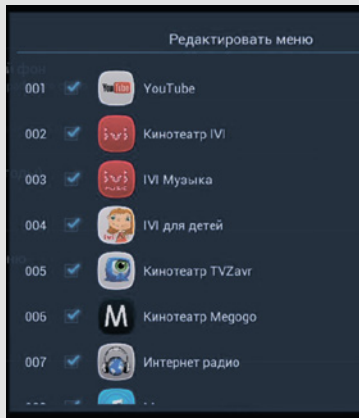 Редактировать меню
001 YouTube
002 Кинотеатр IVI
003 IVI Музыка
004 IVI для детей
005 Кинотеатр TVZavr
006 Кинотеатр Megogo
007 Интернет радио